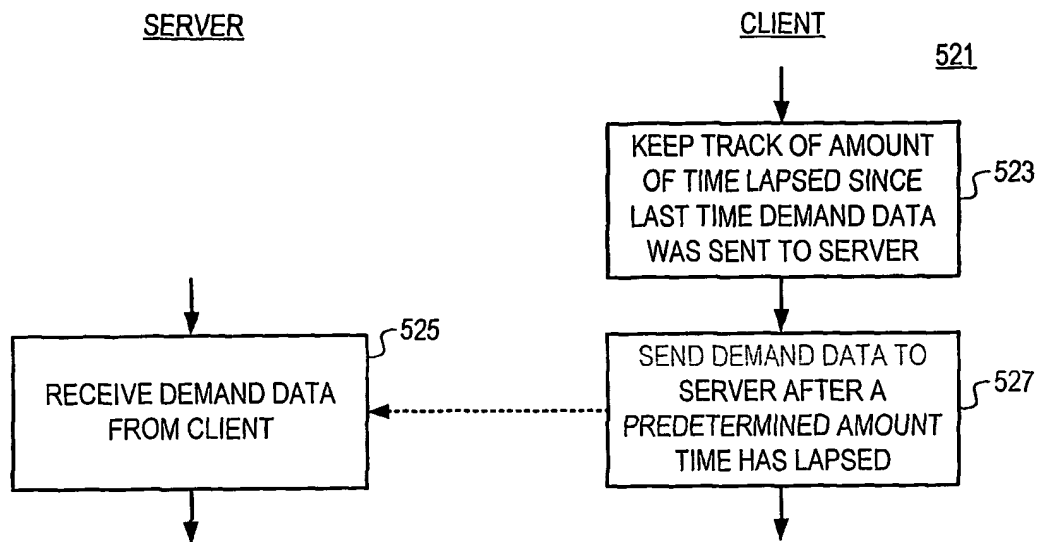 SERVER
CLIENT
521
KEEP TRACK OF AMOUNT
OF TIME LAPSED SINCE
LAST TIME DEMAND DATA
WAS SENT TO SERVER
523
525
RECEIVE DEMAND DATA
FROM CLIENT
SEND DEMAND DATA TO
SERVER AFTER A
PREDETERMINED AMOUNT
TIME HAS LAPSED
527